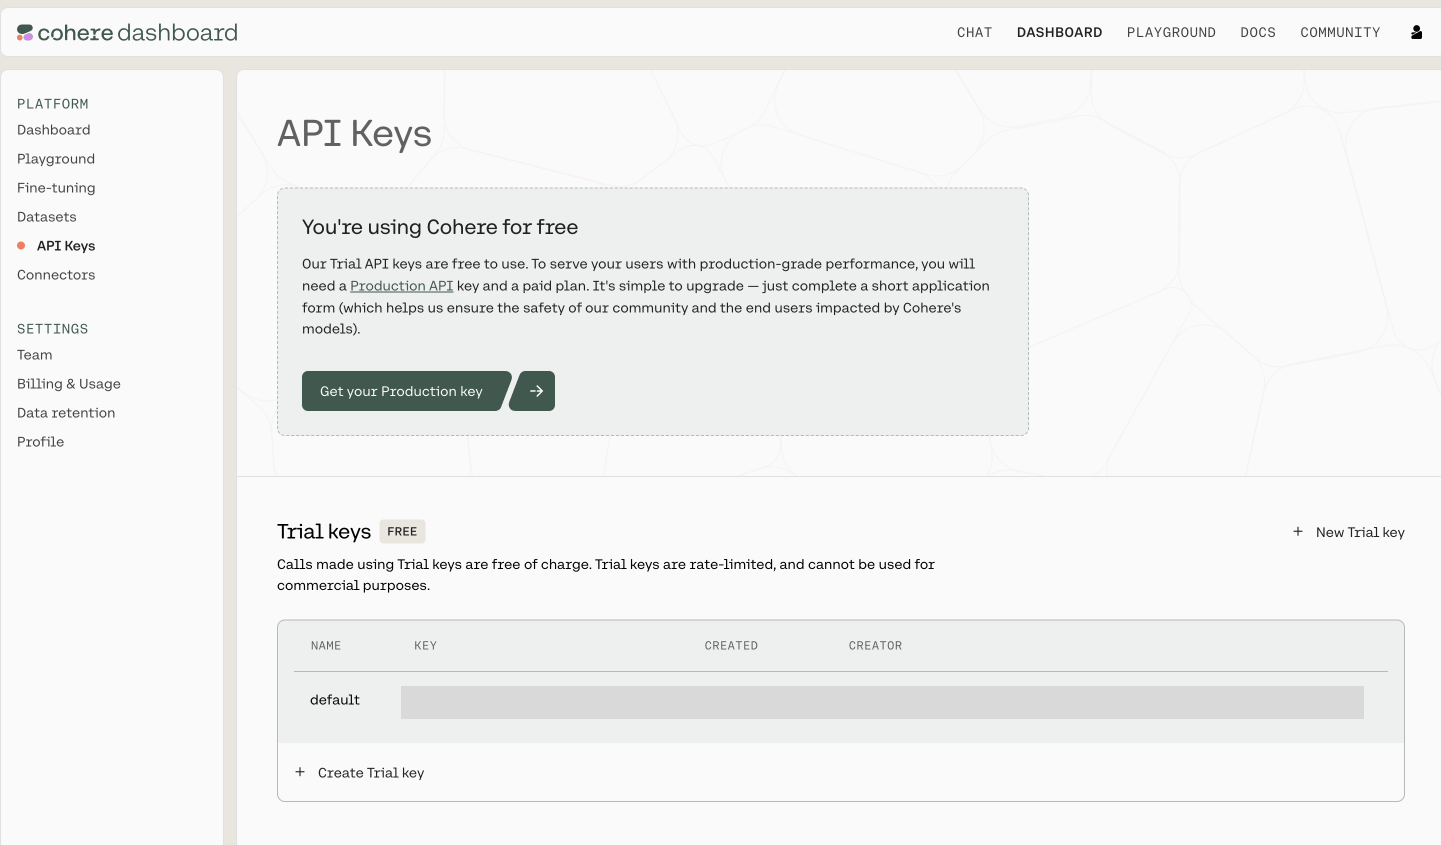 cohere dashboard
CHAT DASHBOARD PLAYGROUND DOCS COMMUNITY
PLATFORM
Dashboard
Playground
Fine-tuning
Datasets
API Keys
Connectors
SETTINGS
Team
Billing & Usage
Data retention
Profile
API Keys
You're using Cohere for free
Our Trial API keys are free to use. To serve your users with production-grade performance, you will
need a Production API key and a paid plan. It's simple to upgrade — just complete a short application
form (which helps us ensure the safety of our community and the end users impacted by Cohere's
models).
Get your Production key →
Trial keys FREE
+ New Trial key
Calls made using Trial keys are free of charge. Trial keys are rate-limited, and cannot be used for
commercial purposes.
NAME KEY CREATED CREATOR
default
+ Create Trial key